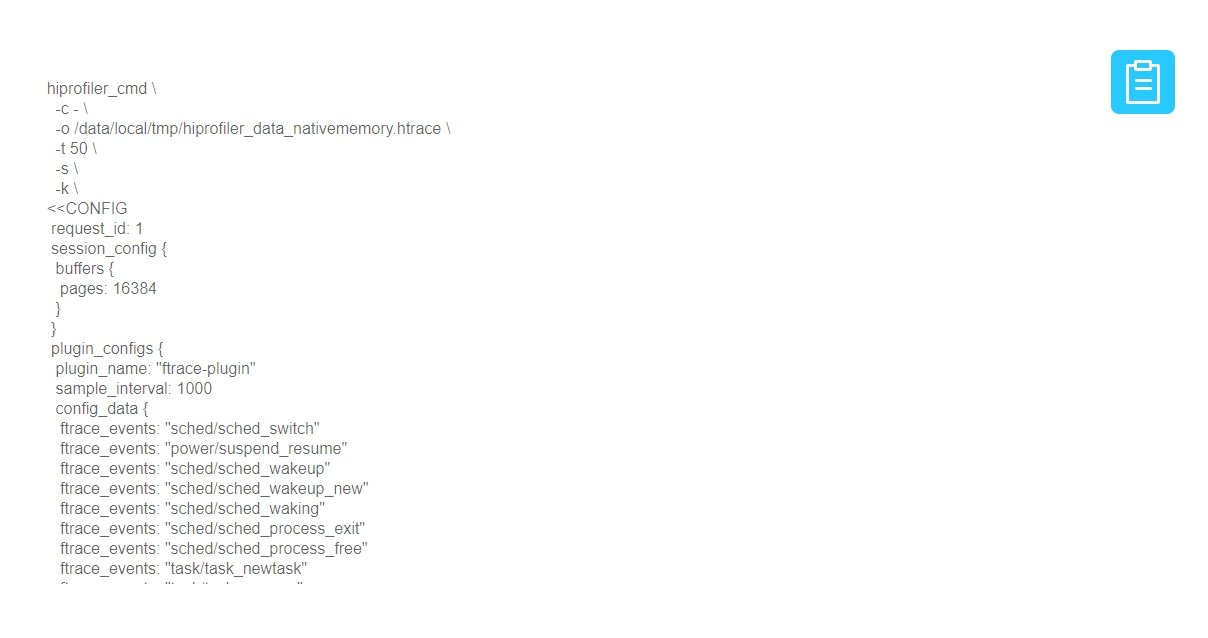 hiprofiler_cmd \
-c - \
-o /data/local/tmp/hiprofiler_data_nativememory.htrace \
-t 50 \
-s \
-k \
<<CONFIG
request_id: 1
session_config {
buffers {
pages: 16384
}
}
plugin_configs {
plugin_name: "ftrace-plugin"
sample_interval: 1000
config_data {
ftrace_events: "sched/sched_switch"
ftrace_events: "power/suspend_resume"
ftrace_events: "sched/sched_wakeup"
ftrace_events: "sched/sched_wakeup_new"
ftrace_events: "sched/sched_waking"
ftrace_events: "sched/sched_process_exit"
ftrace_events: "sched/sched_process_free"
ftrace_events: "task/task_newtask"